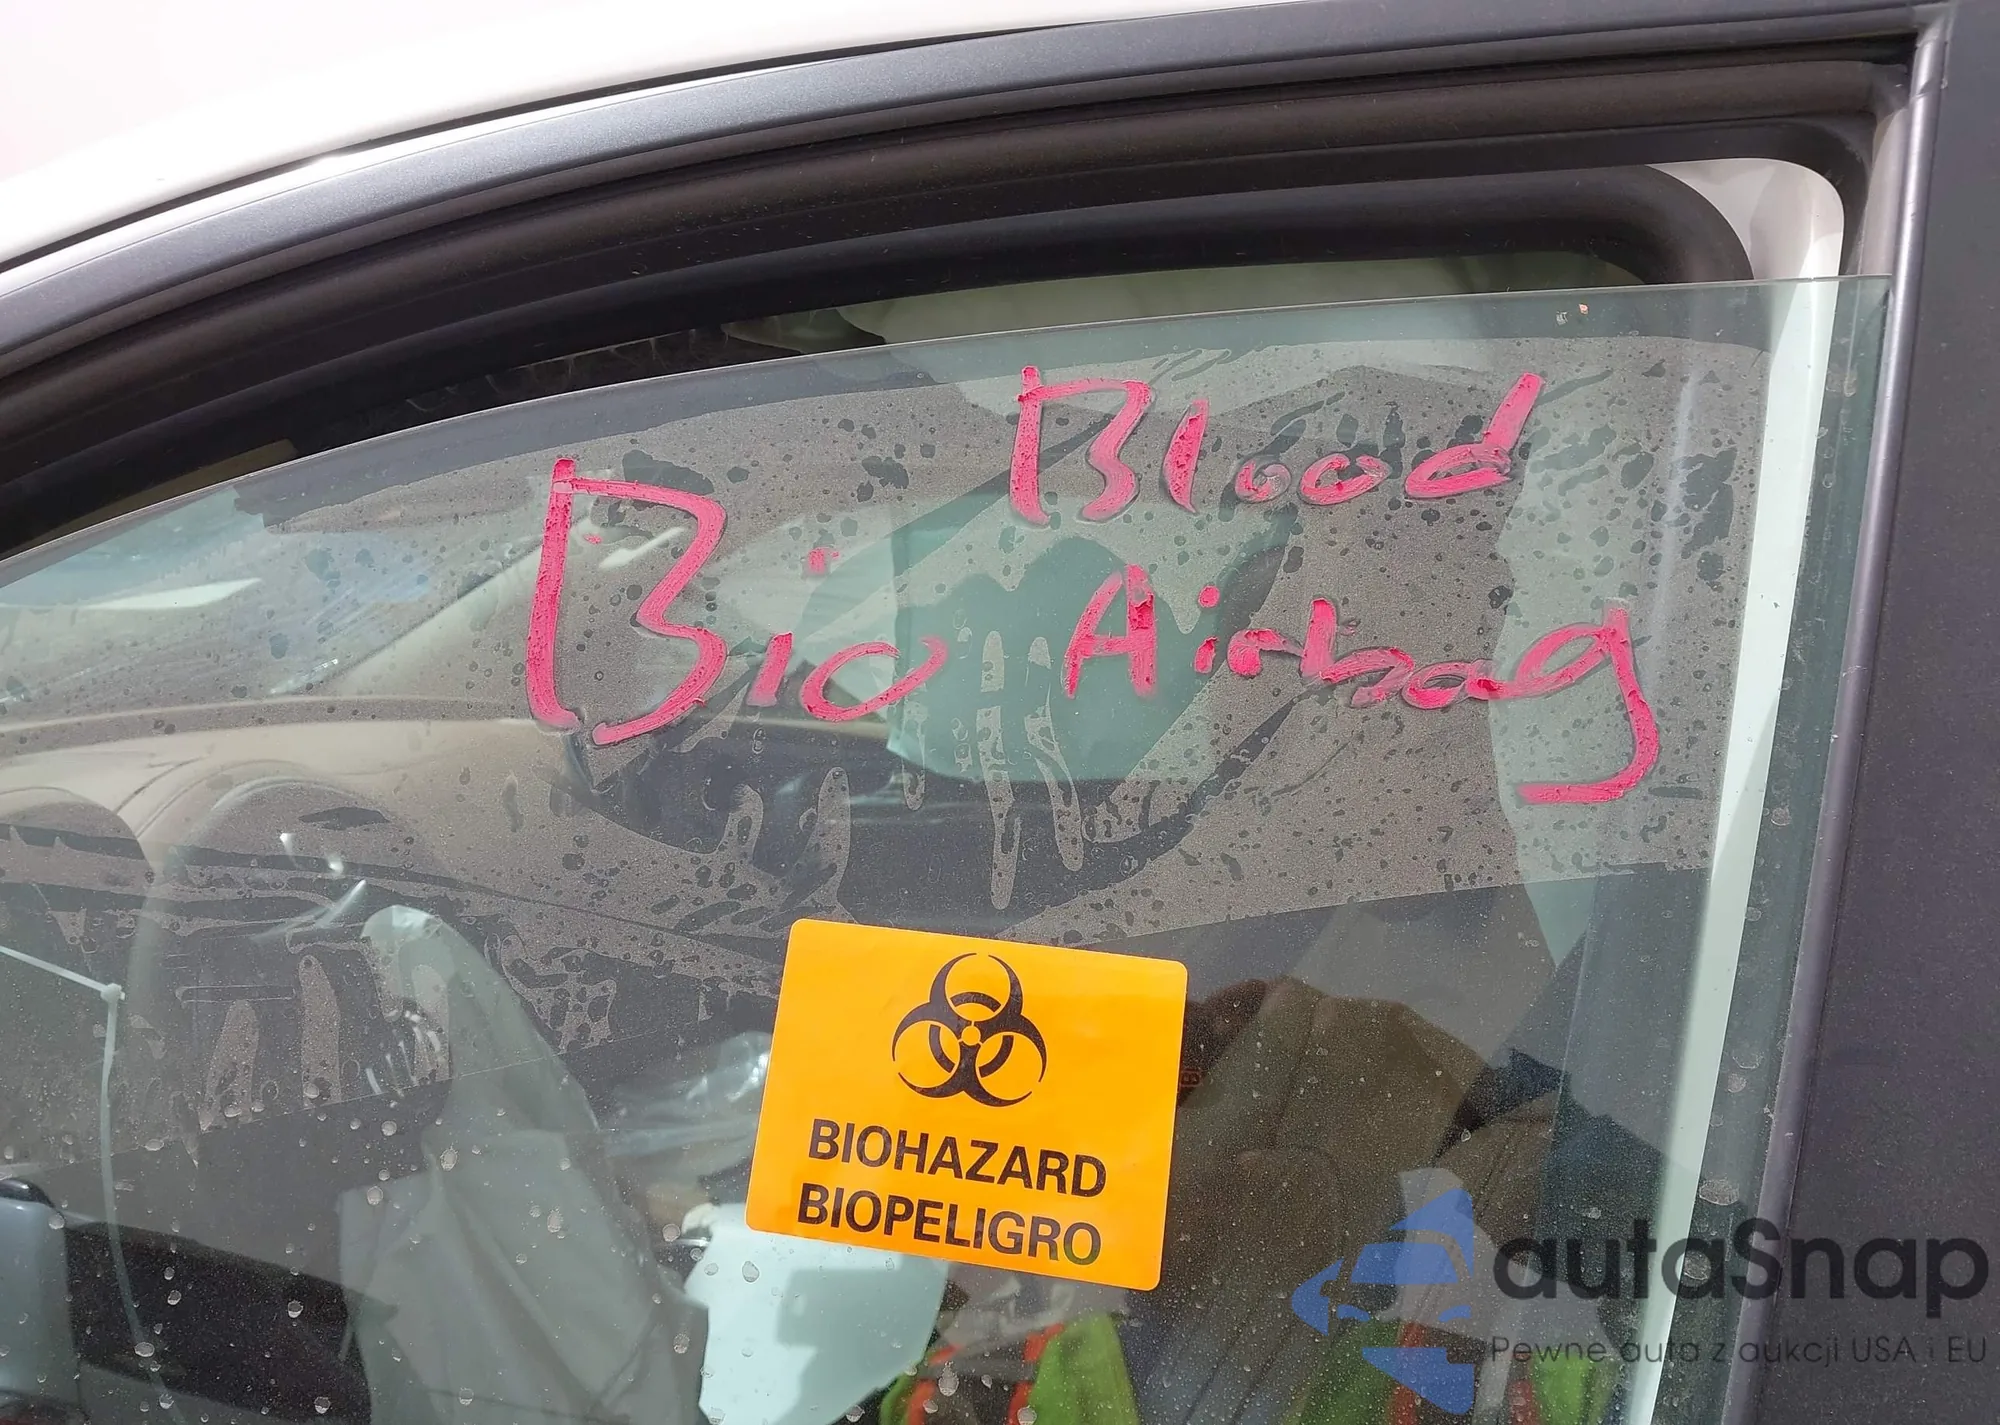 Blood
Bio Airbag
BIOHAZARD
BIOPELIGRO
autaSnap
Pewne auta z aukcji USA i EU